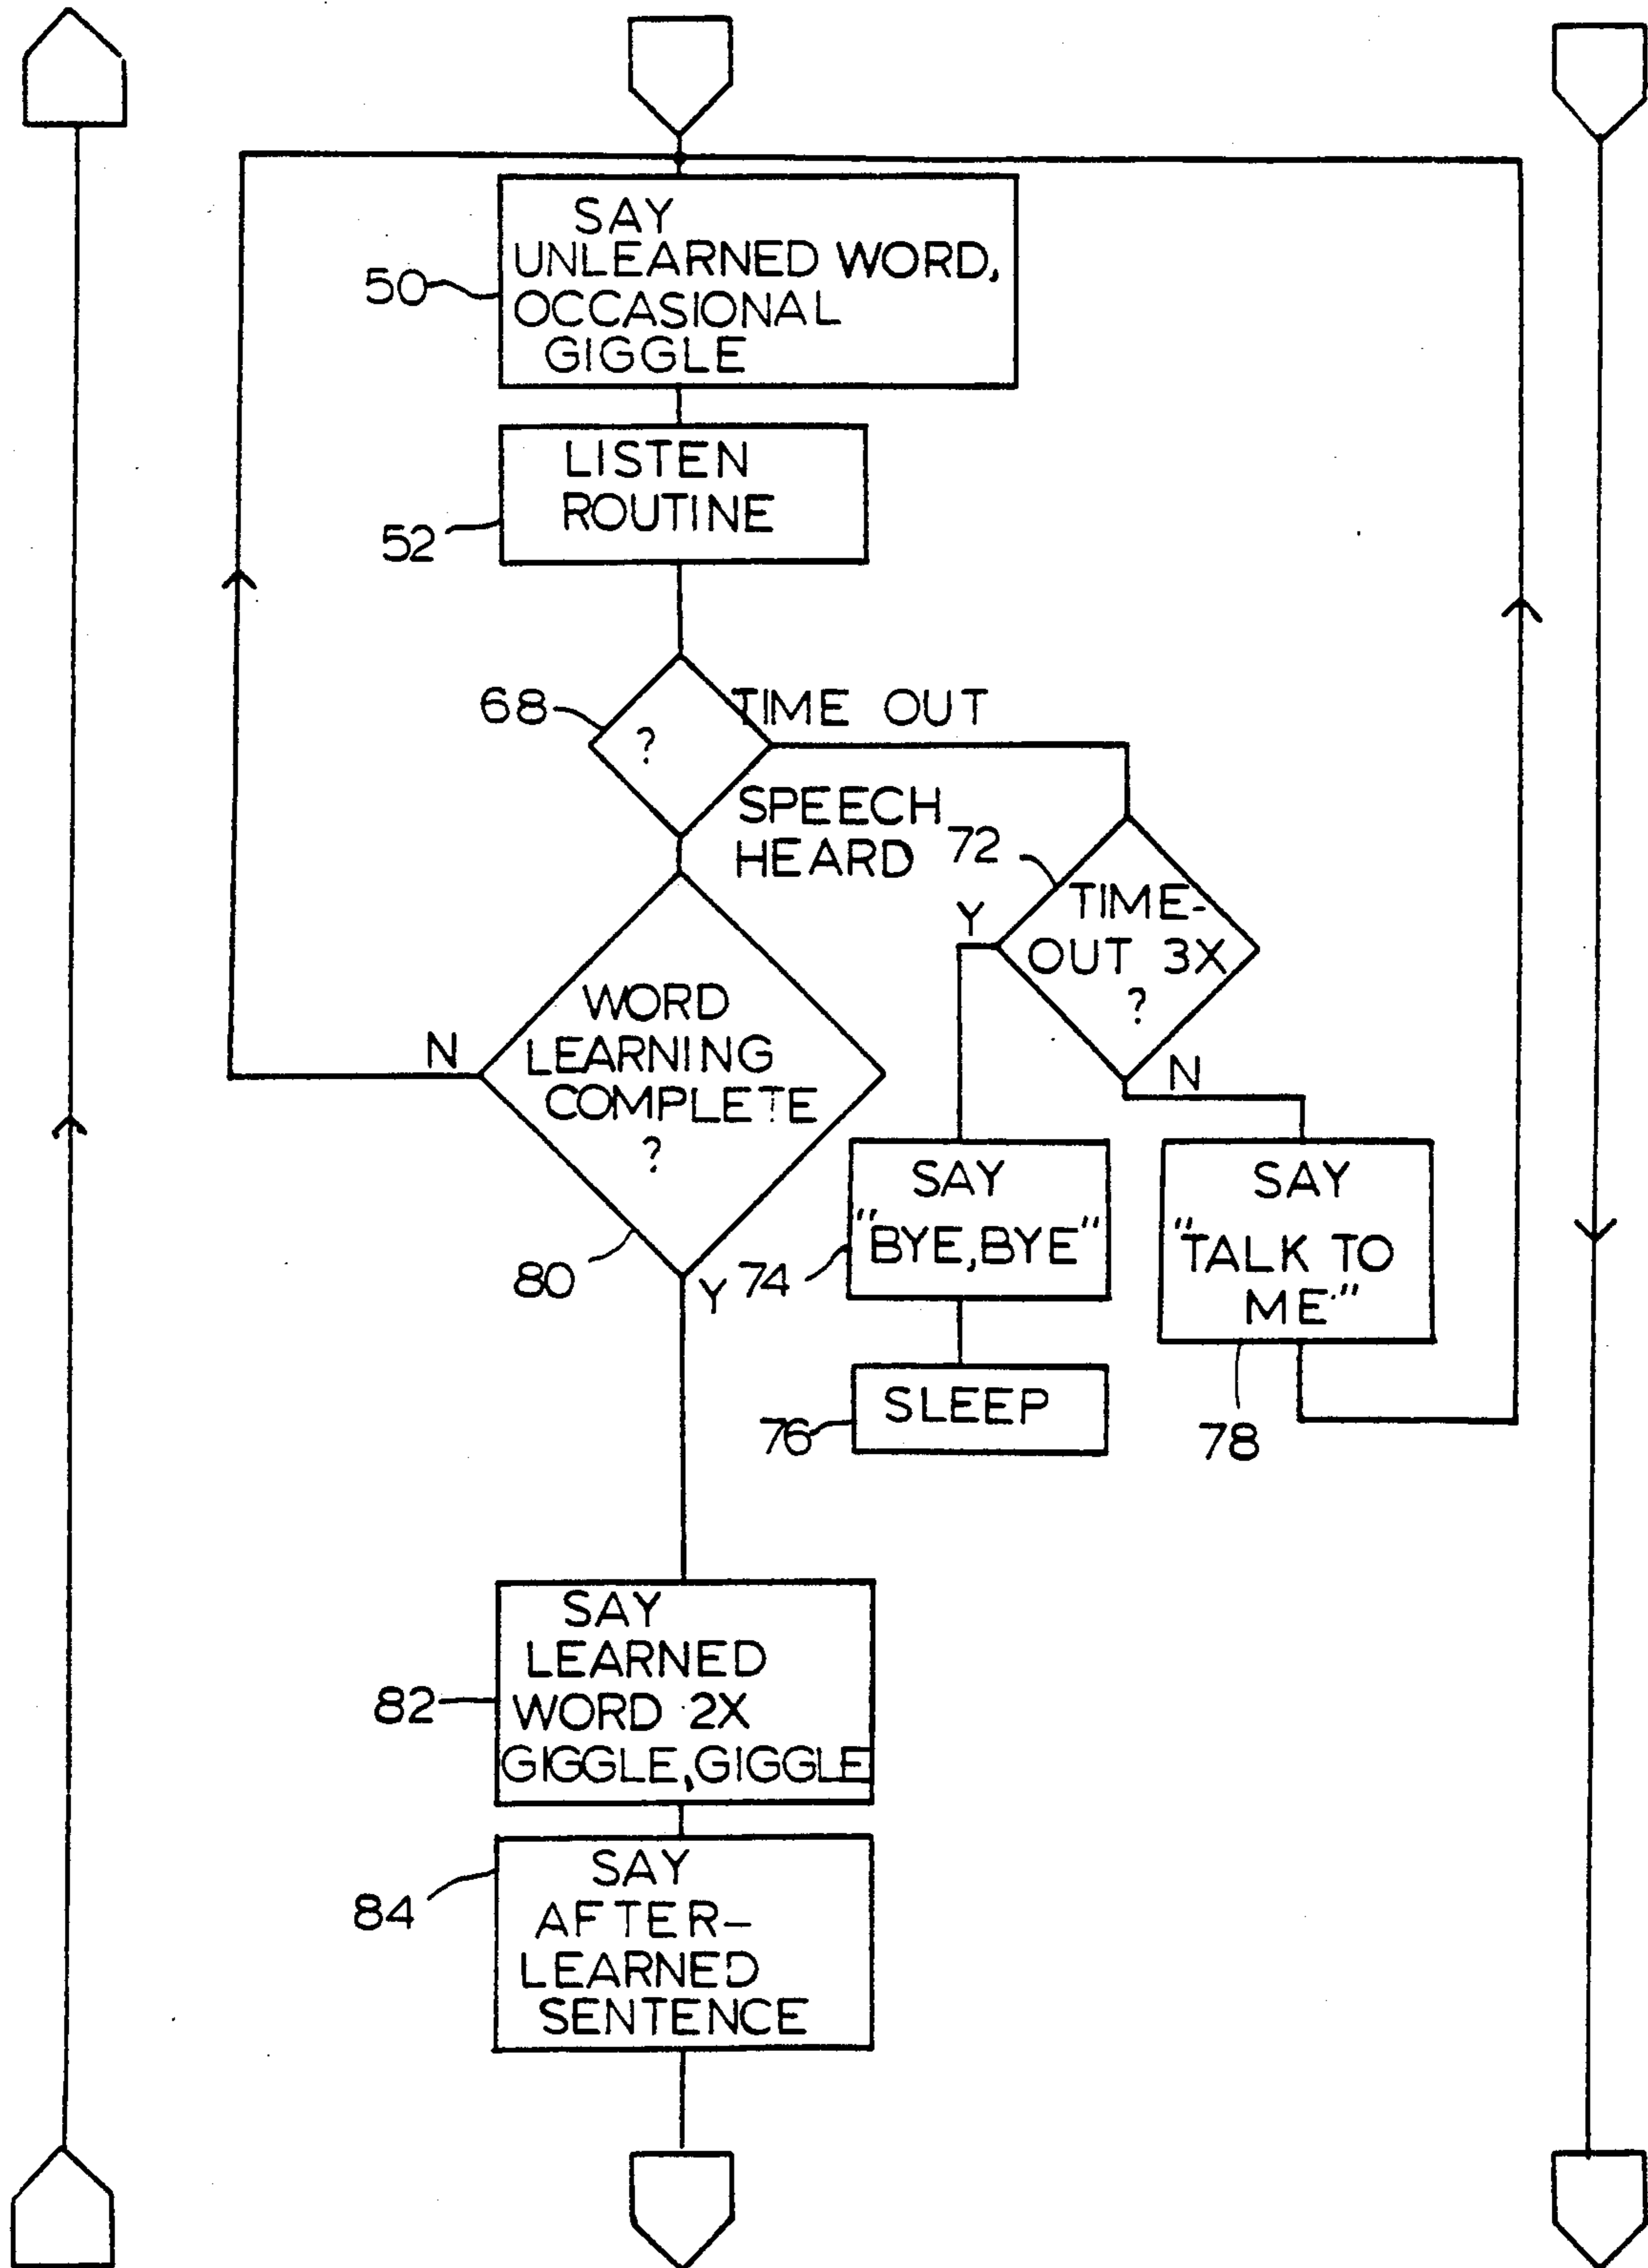 SAY
UNLEARNED WORD,
OCCASIONAL
GIGGLE
50
LISTEN
ROUTINE
52
68
?
TIME OUT
SPEECH
HEARD
72
TIME-
OUT 3X
?
Y
N
WORD
LEARNING
COMPLETE
?
N
80
Y
SAY
"BYE,BYE"
74
SLEEP
76
SAY
"TALK TO
ME."
78
SAY
LEARNED
WORD 2X
GIGGLE,GIGGLE
82
SAY
AFTER-
LEARNED
SENTENCE
84